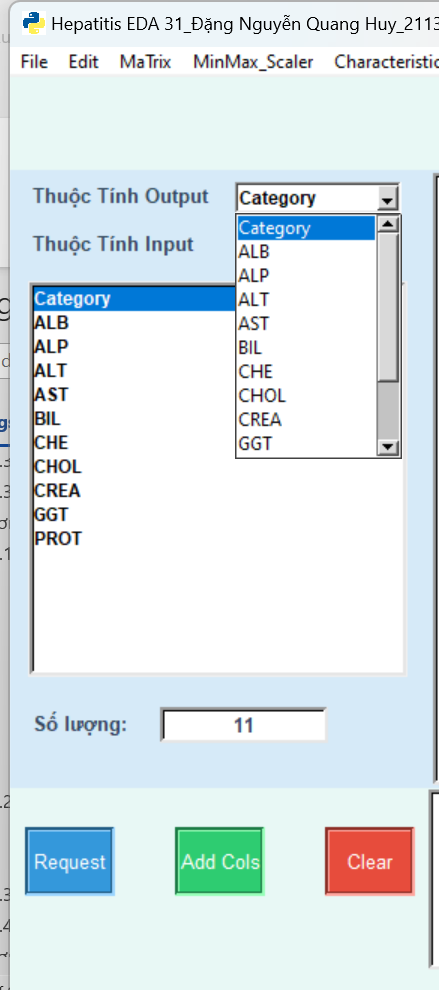 Hepatitis EDA 31_Đặng Nguyễn Quang Huy_2113
File Edit MaTrix MinMax_Scaler Characteristic
Thuộc Tính Output
Category
Thuộc Tính Input
Category
ALB
ALP
ALT
AST
BIL
CHE
CHOL
CREA
GGT
Category
ALB
ALP
ALT
AST
BIL
CHE
CHOL
CREA
GGT
PROT
Số lượng:
11
Request
Add Cols
Clear